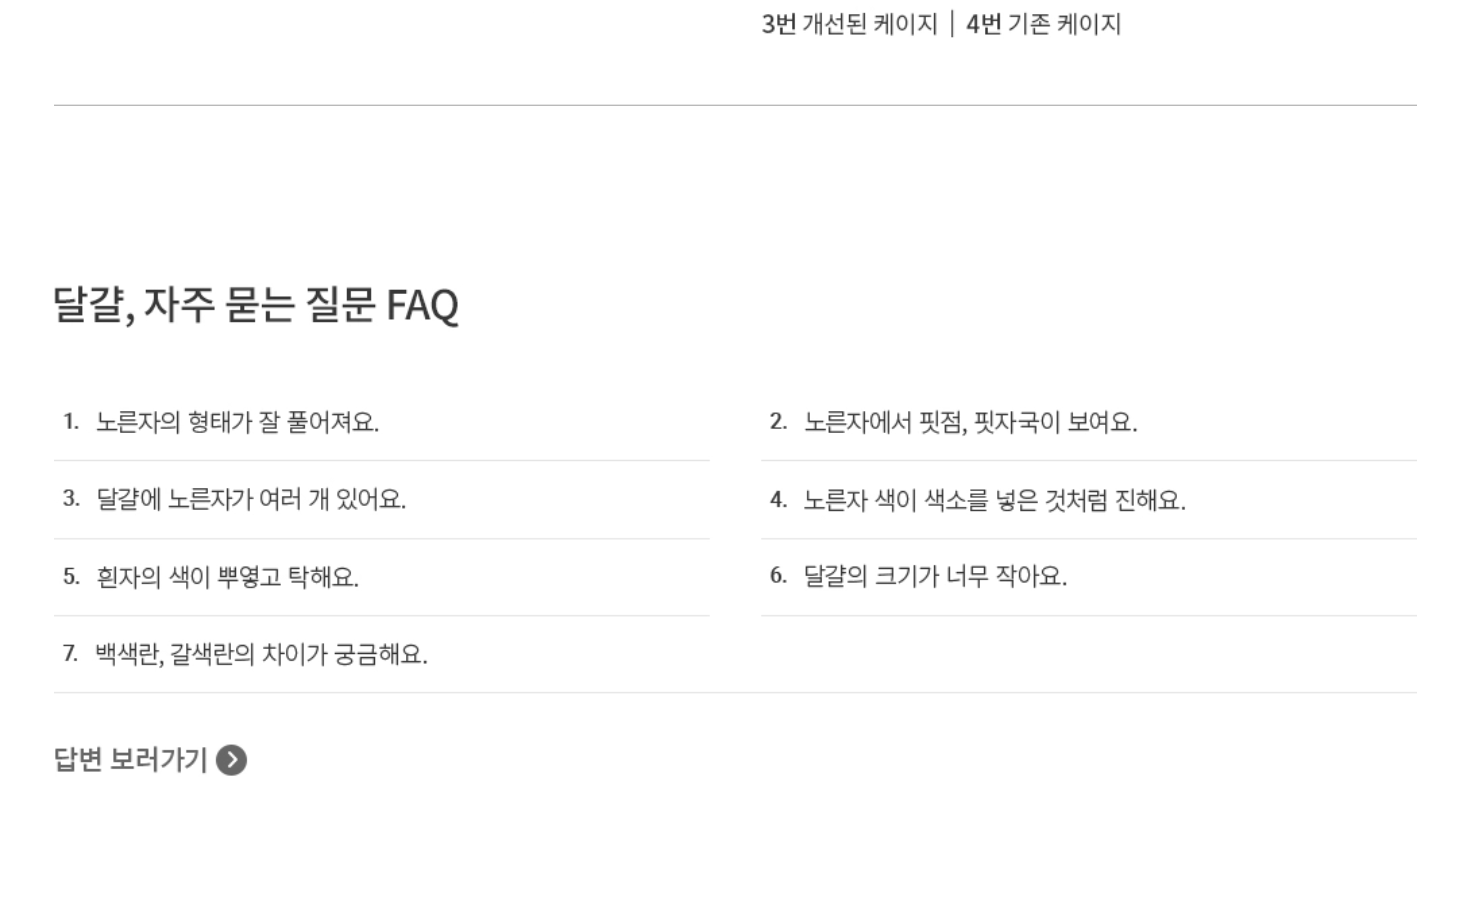 3번 개선된 케이지 | 4번 기존 케이지
달걀, 자주 묻는 질문 FAQ
1. 노른자의 형태가 잘 풀어져요.
2. 노른자에서 핏점, 핏자국이 보여요.
3. 달걀에 노른자가 여러 개 있어요.
4. 노른자 색이 색소를 넣은 것처럼 진해요.
5. 흰자의 색이 뿌옇고 탁해요.
6. 달걀의 크기가 너무 작아요.
7. 백색란, 갈색란의 차이가 궁금해요.
답변 보러가기